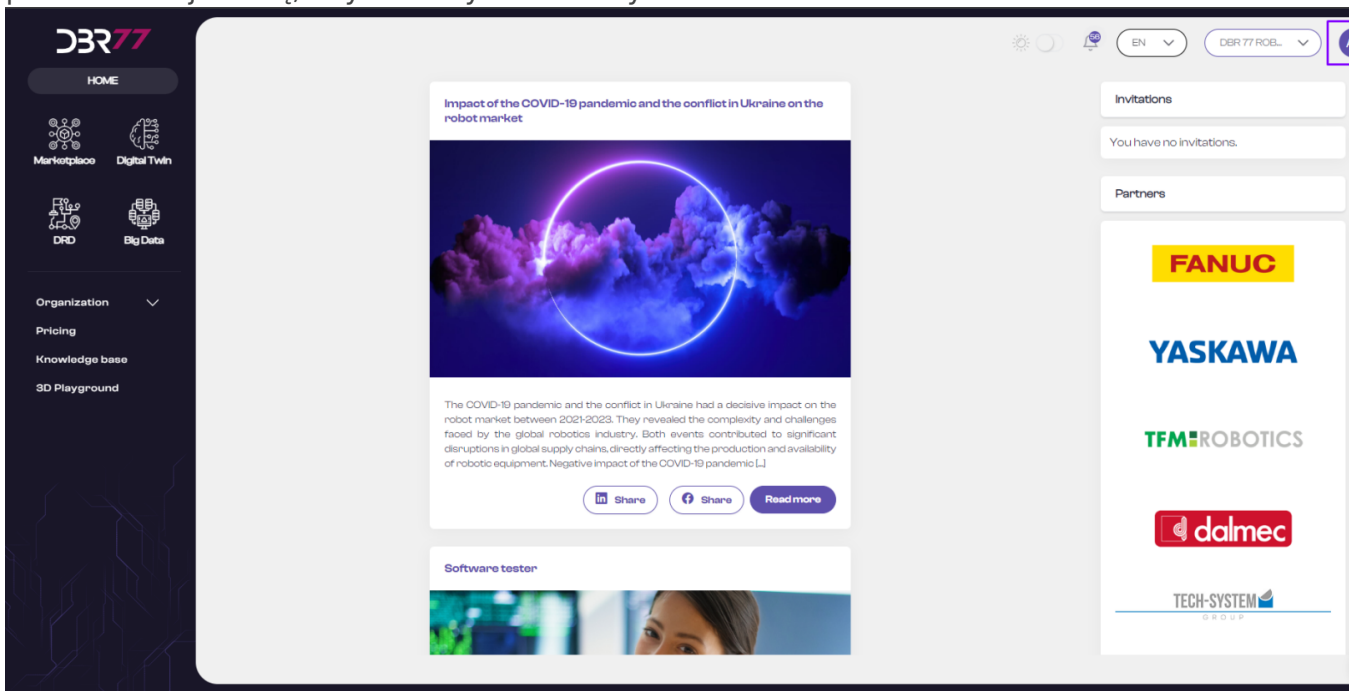 DBR77
HOME
Marketplace
Digital Twin
DRD
Big Data
Organization
Pricing
Knowledge base
3D Playground
56
EN
DBR 77 ROB...
A
Impact of the COVID-19 pandemic and the conflict in Ukraine on the
robot market
The COVID-19 pandemic and the conflict in Ukraine had a decisive impact on the
robot market between 2021-2023. They revealed the complexity and challenges
faced by the global robotics industry. Both events contributed to significant
disruptions in global supply chains, directly affecting the production and availability
of robotic equipment. Negative impact of the COVID-19 pandemic [...]
Share
Share
Read more
Software tester
Invitations
You have no invitations.
Partners
FANUC
YASKAWA
TFM ROBOTICS
dalmec
TECH-SYSTEM
GROUP